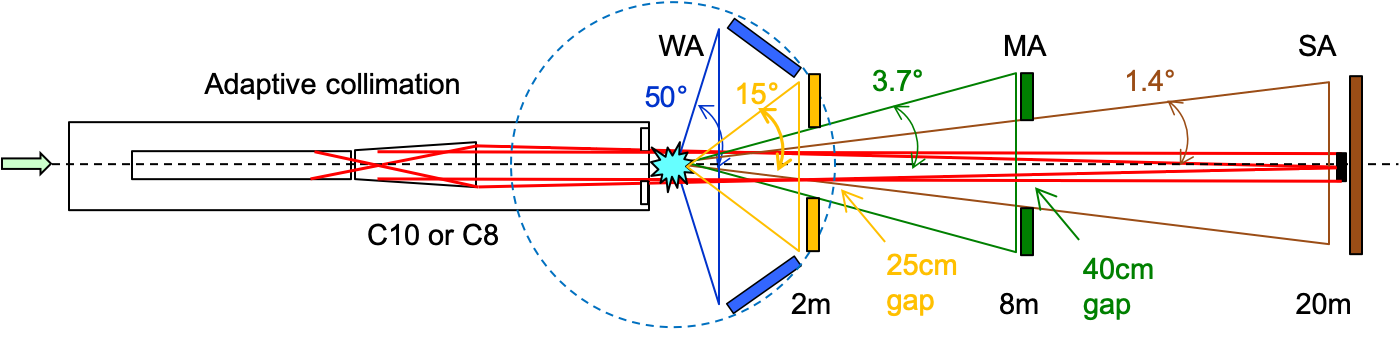 WA
MA
SA
Adaptive collimation
50°
15°
3.7°
1.4°
C10 or C8
25cm
gap
40cm
gap
2m
8m
20m